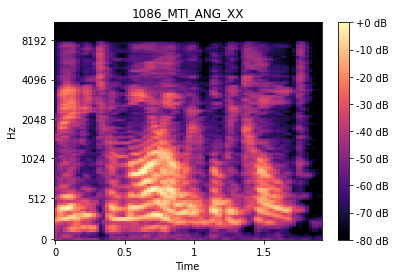 1086_MTI_ANG_XX
+0 dB
8192
-10 dB
4096
-20 dB
-30 dB
2048
Hz
-40 dB
1024
-50 dB
512
-60 dB
-70 dB
0
-80 dB
0 0.5 1 1.5
Time